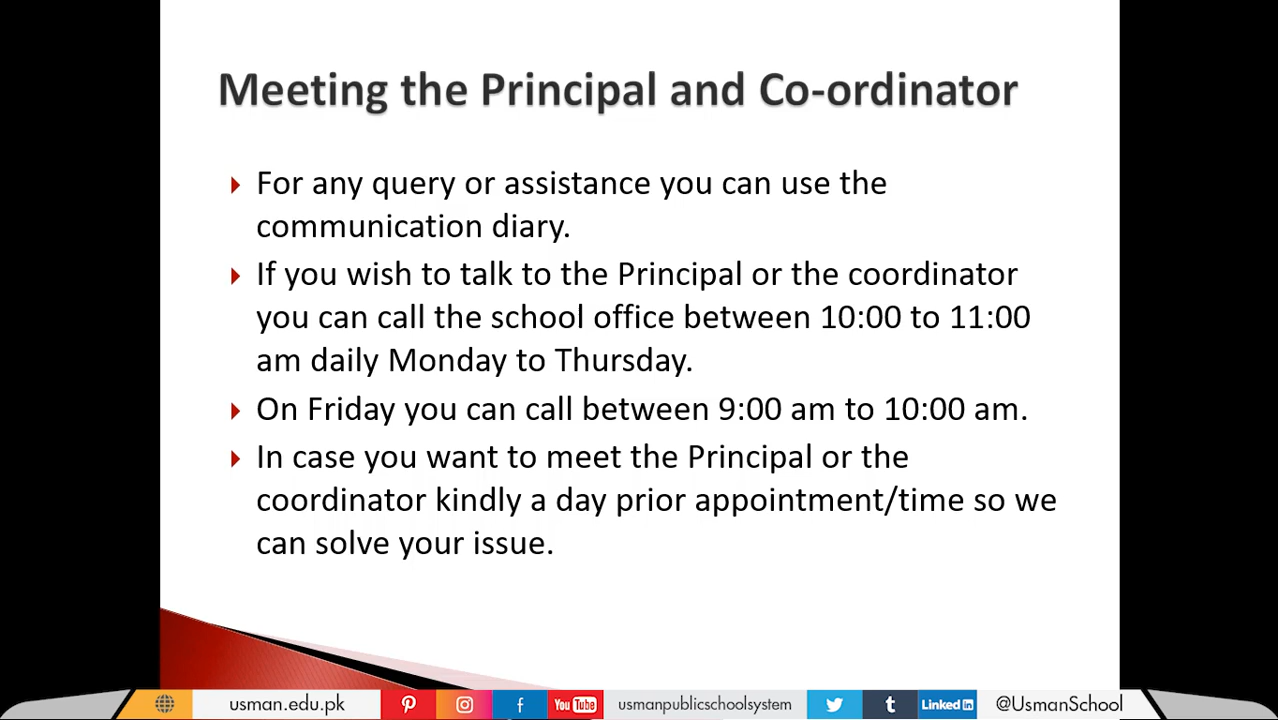 Meeting the Principal and Co-ordinator
For any query or assistance you can use the
communication diary.
If you wish to talk to the Principal or the coordinator
you can call the school office between 10:00 to 11:00
am daily Monday to Thursday.
On Friday you can call between 9:00 am to 10:00 am.
In case you want to meet the Principal or the
coordinator kindly a day prior appointment/time so we
can solve your issue.
usman.edu.pk
You Tube
usmanpublicschoolsystem
Linked in
@UsmanSchool